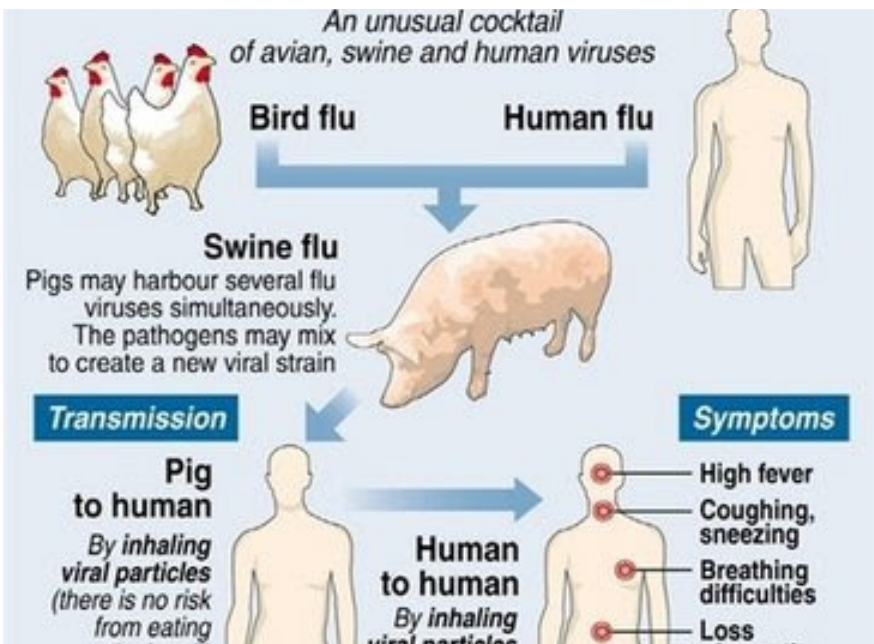 An unusual cocktail
of avian, swine and human viruses
Bird flu
Human flu
Swine flu
Pigs may harbour several flu
viruses simultaneously.
The pathogens may mix
to create a new viral strain
Transmission
Pig
to human
By inhaling
viral particles
(there is no risk
from eating
Human
to human
By inhaling
viral particles
Symptoms
High fever
Coughing,
sneezing
Breathing
difficulties
Loss